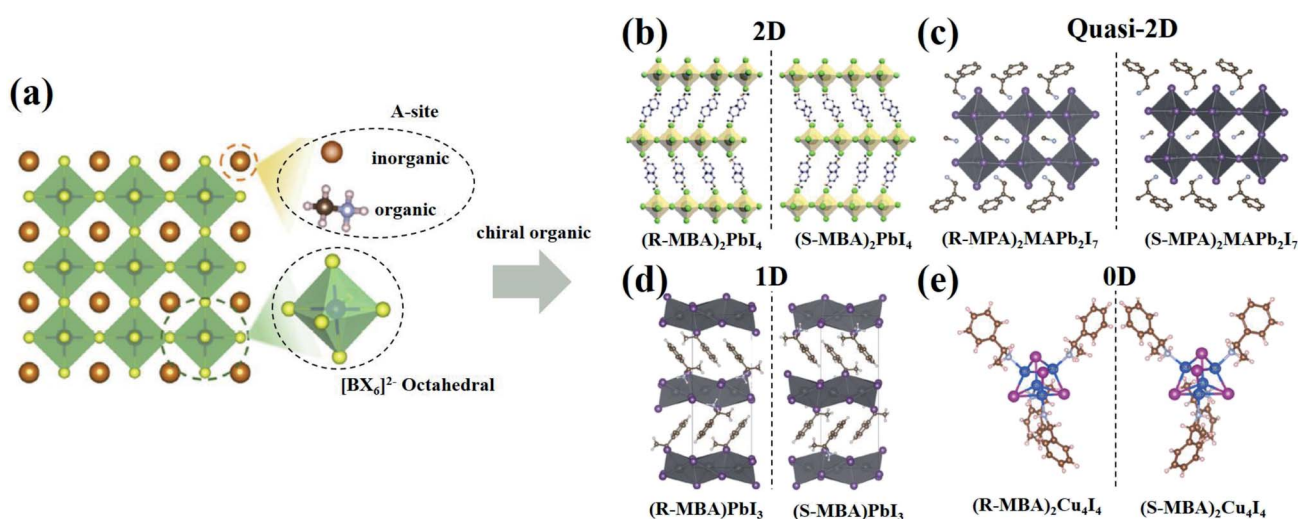 (a)
A-site
inorganic
organic
[BX₆]²⁻ Octahedral
chiral organic
(b)
2D
(R-MBA)₂PbI₄
(S-MBA)₂PbI₄
(c)
Quasi-2D
(R-MPA)₂MAPb₂I₇
(S-MPA)₂MAPb₂I₇
(d)
1D
(R-MBA)PbI₃
(S-MBA)PbI₃
(e)
0D
(R-MBA)₂Cu₄I₄
(S-MBA)₂Cu₄I₄